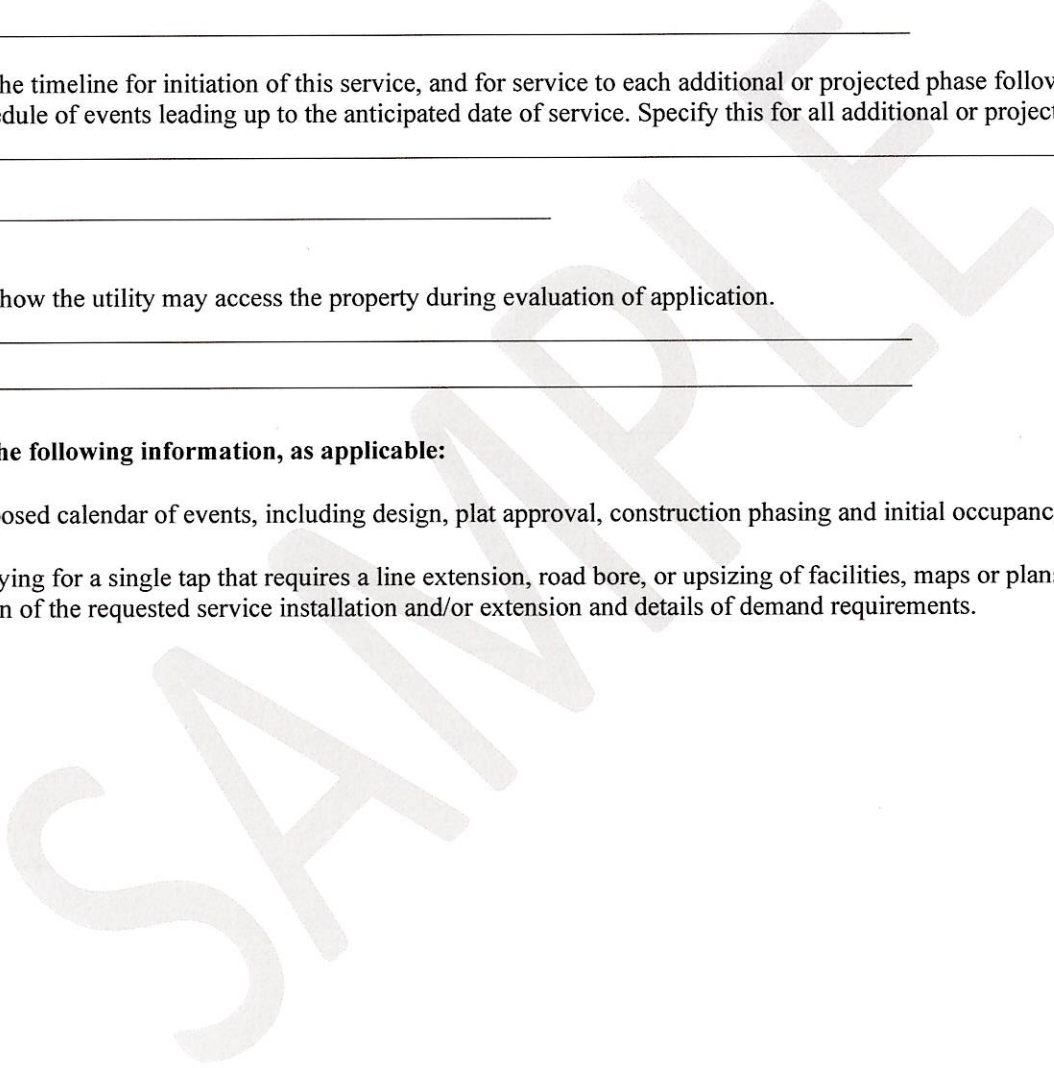 he timeline for initiation of this service, and for service to each additional or projected phase follow
dule of events leading up to the anticipated date of service. Specify this for all additional or project
how the utility may access the property during evaluation of application.
he following information, as applicable:
osed calendar of events, including design, plat approval, construction phasing and initial occupanc
ying for a single tap that requires a line extension, road bore, or upsizing of facilities, maps or plans
n of the requested service installation and/or extension and details of demand requirements.
SAMPLE